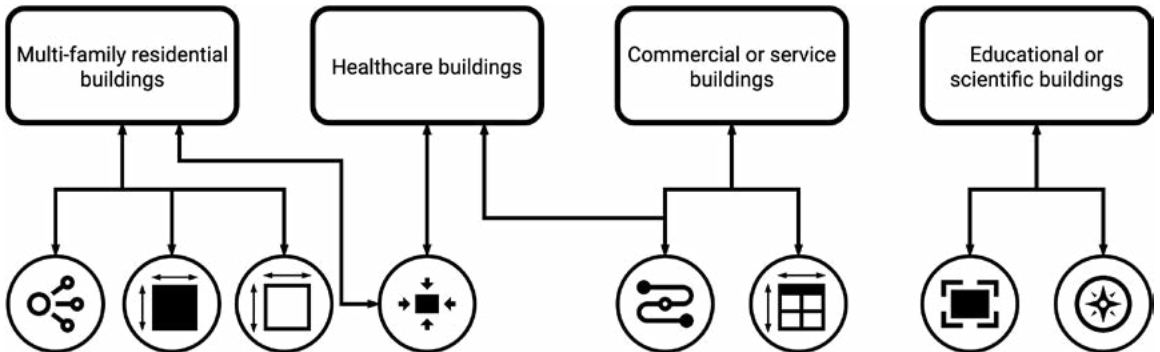 Multi-family residential
buildings
Healthcare buildings
Commercial or service
buildings
Educational or
scientific buildings